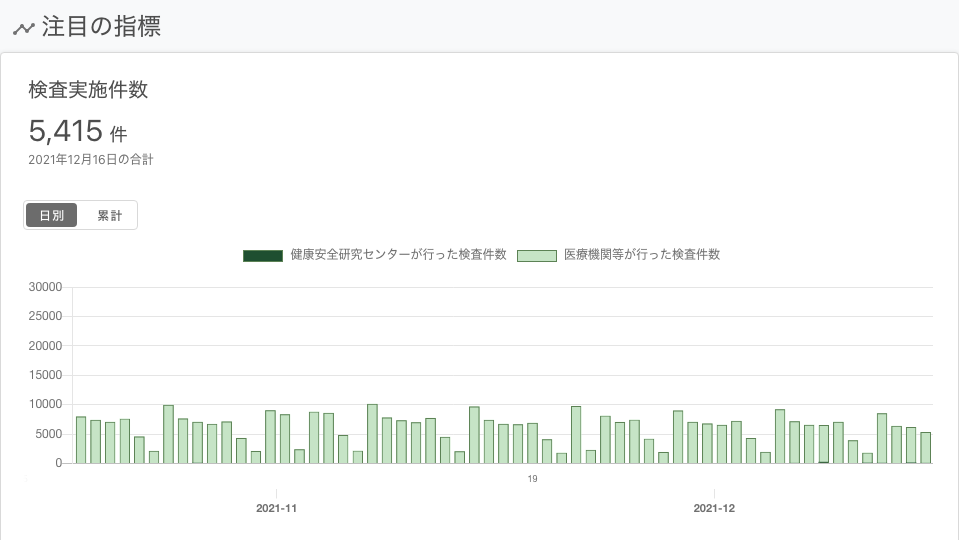 注目の指標
検査実施件数
5,415 件
2021年12月16日の合計
日別 累計
健康安全研究センターが行った検査件数 医療機関等が行った検査件数
30000
25000
20000
15000
10000
5000
0
19
2021-11 2021-12